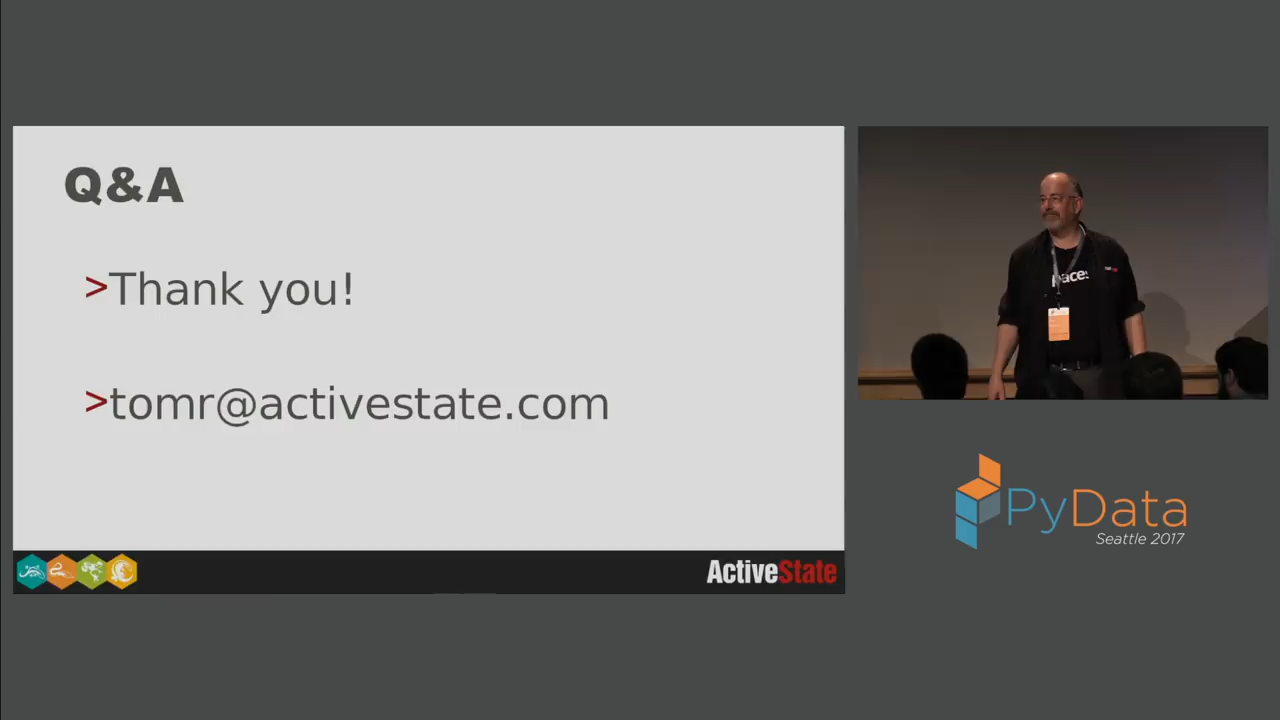 Q&A
>Thank you!
>tomr@activestate.com
ActiveState
PyData
Seattle 2017